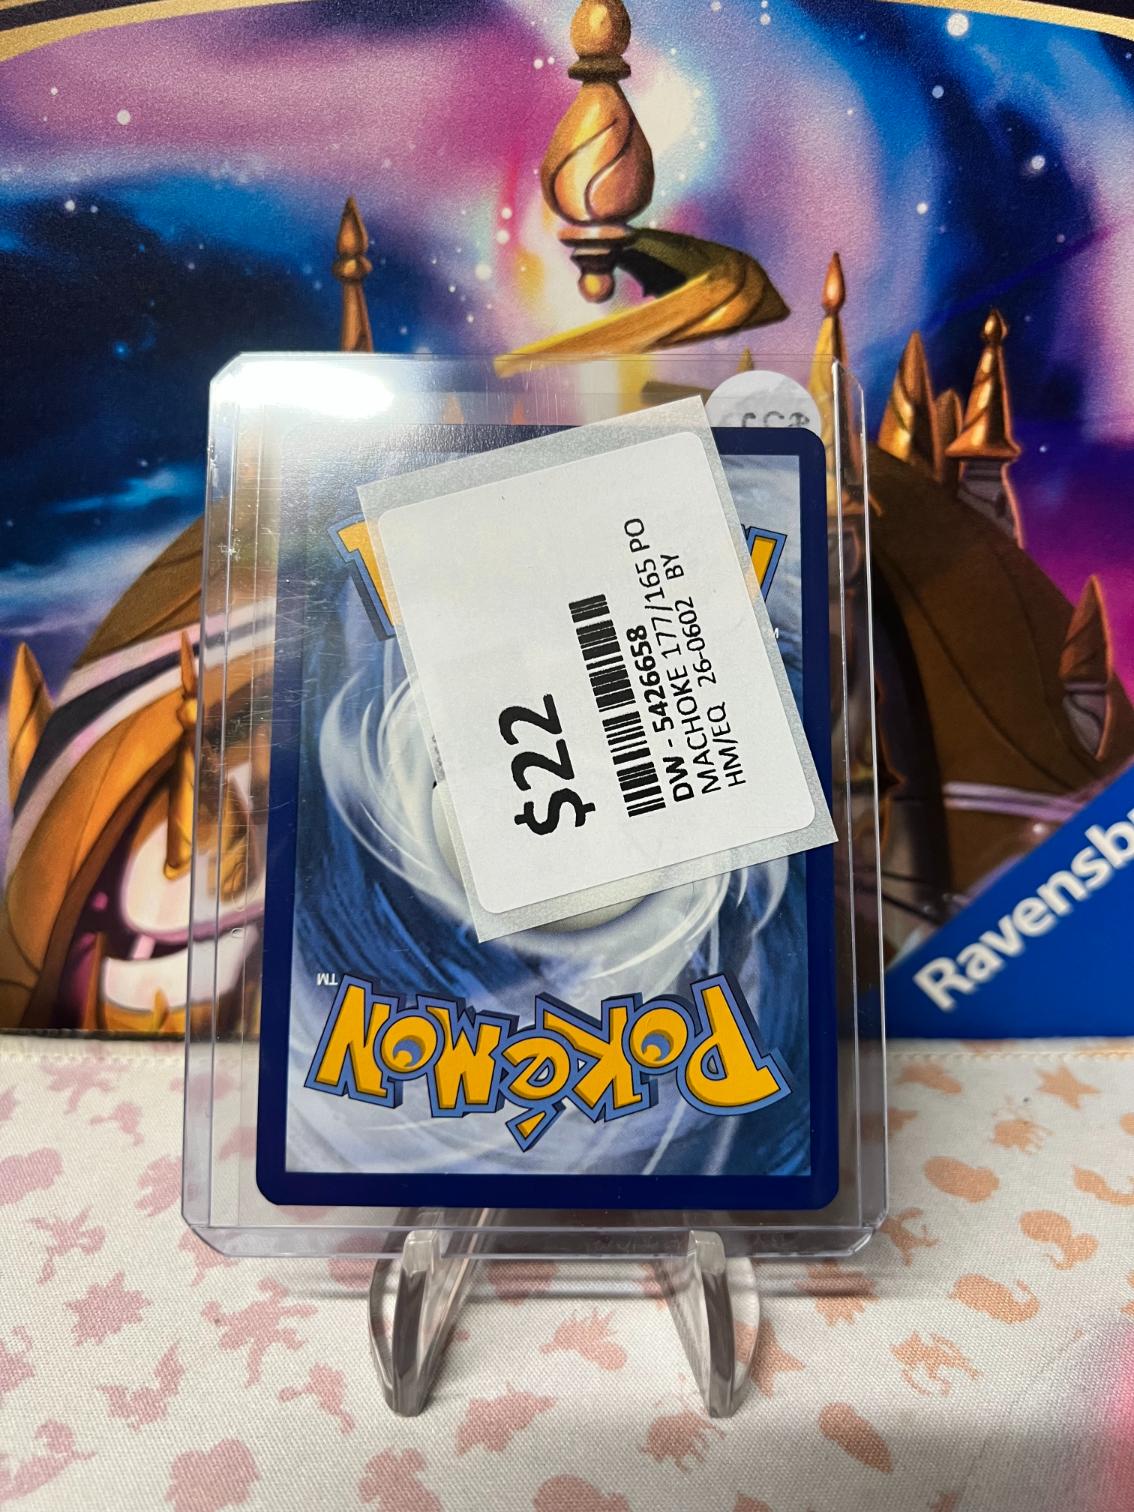 $22
DW - 5426658
MACHOKE 177/165 PO
HM/EQ 26-0602 BY
TM
POKéMON
Ravensb